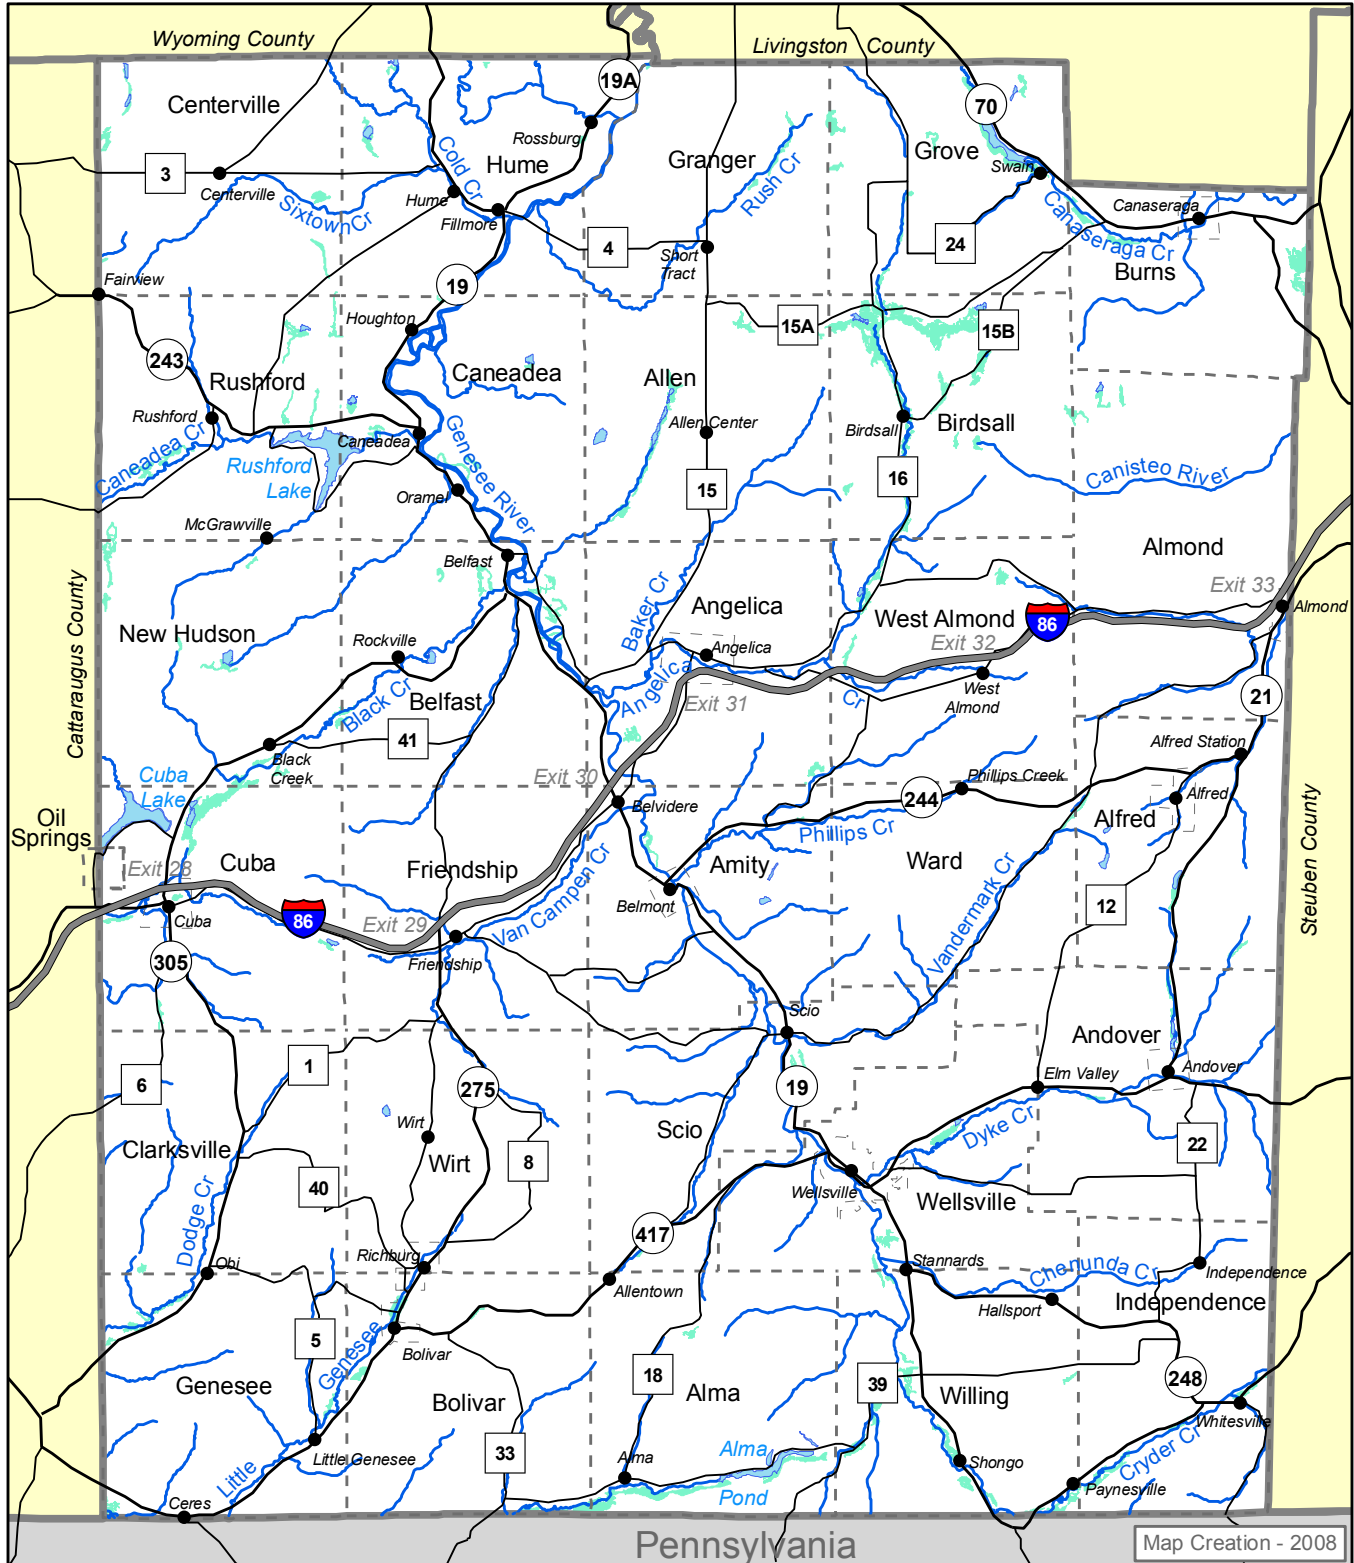 Wyoming County
Livingston County
19A
70
Centerville
Rossburg
Hume
Granger
Grove
Swain
3
Centerville
Cold Cr
Rush Cr
Sixtown Cr
Hume
Fillmore
4
Short
Tract
24
Canaseraga
Canaseraga Cr
Burns
Fairview
19
Houghton
15A
15B
243
Rushford
Caneadea
Allen
Rushford
Allen Center
Birdsall
Birdsall
Caneadea Cr
Rushford
Lake
Caneadea
Genesee River
Oramel
15
16
Canisteo River
McGrawville
Belfast
Almond
Cattaraugus County
Exit 33
Almond
Baker Cr
Angelica
West Almond
86
New Hudson
Rockville
Angelica
Exit 32
Black Cr
Belfast
Angelica Cr
Exit 31
West
Almond
21
41
Black
Creek
Alfred Station
Cuba
Lake
Exit 30
Phillips Creek
Belvidere
244
Alfred
Oil
Springs
Phillips Cr
Alfred
Cuba
Friendship
Amity
Ward
Exit 28
Van Campen Cr
Belmont
Vandermark Cr
12
Steuben County
Cuba
86
Exit 29
Friendship
305
Scio
Andover
1
Elm Valley
Andover
6
275
19
Wirt
Scio
Dyke Cr
22
Clarksville
Wirt
8
40
Wellsville
Wellsville
Dodge Cr
417
Obi
Richburg
Stannards
Chenunda Cr
Independence
Allentown
Hallsport
Independence
5
Bolivar
Genesee
18
39
248
Genesee
Alma
Willing
Bolivar
Whitesville
33
Alma
Alma
Little Genesee
Shongo
Cryder Cr
Little
Pond
Paynesville
Ceres
Pennsylvania
Map Creation - 2008